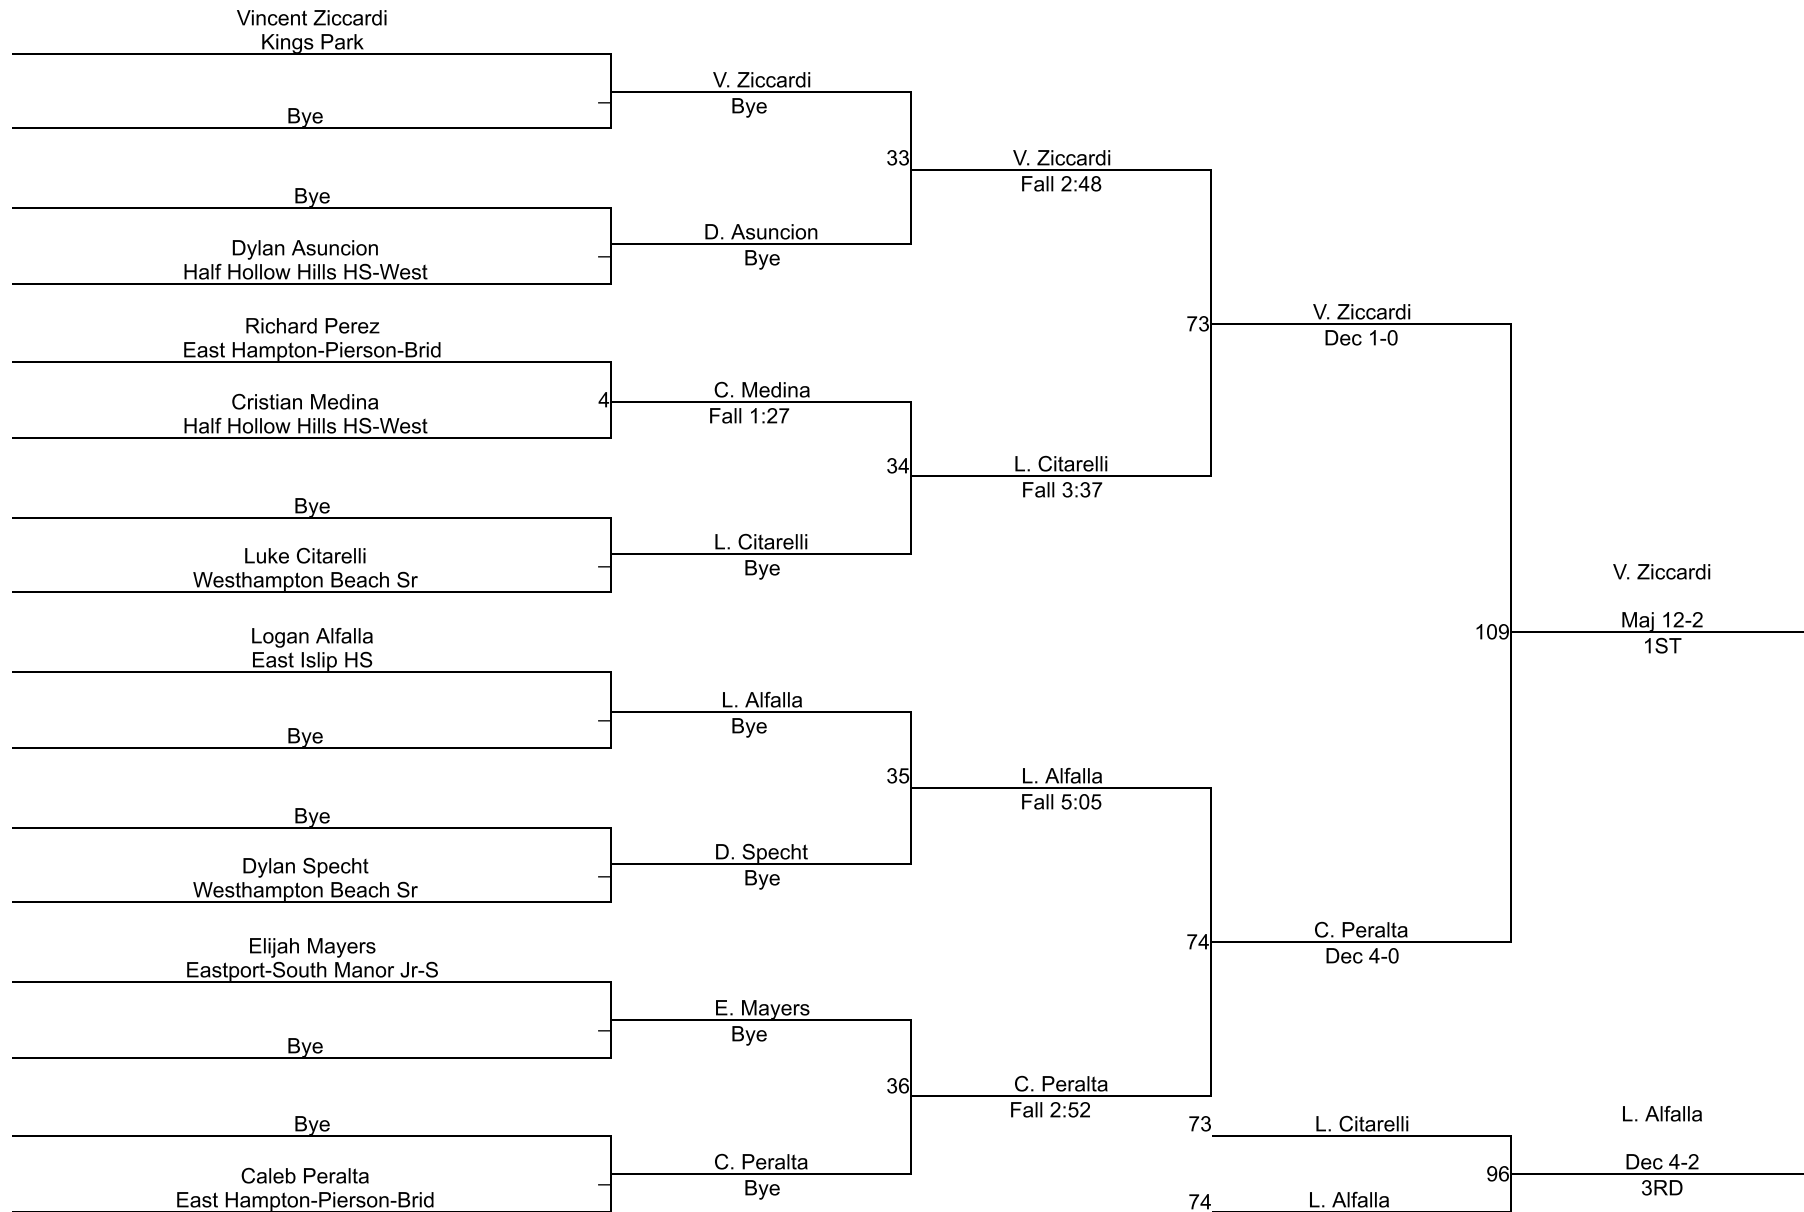 Vincent Ziccardi
Kings Park
Bye
V. Ziccardi
Bye
33
Bye
Dylan Asuncion
Half Hollow Hills HS-West
D. Asuncion
Bye
V. Ziccardi
Fall 2:48
73
Richard Perez
East Hampton-Pierson-Brid
4
Cristian Medina
Half Hollow Hills HS-West
C. Medina
Fall 1:27
34
Bye
Luke Citarelli
Westhampton Beach Sr
L. Citarelli
Bye
L. Citarelli
Fall 3:37
V. Ziccardi
Dec 1-0
109
Logan Alfalla
East Islip HS
Bye
L. Alfalla
Bye
35
Bye
Dylan Specht
Westhampton Beach Sr
D. Specht
Bye
L. Alfalla
Fall 5:05
74
Elijah Mayers
Eastport-South Manor Jr-S
Bye
E. Mayers
Bye
36
Bye
Caleb Peralta
East Hampton-Pierson-Brid
C. Peralta
Bye
C. Peralta
Fall 2:52
C. Peralta
Dec 4-0
V. Ziccardi
Maj 12-2
1ST
73
L. Citarelli
96
74
L. Alfalla
L. Alfalla
Dec 4-2
3RD